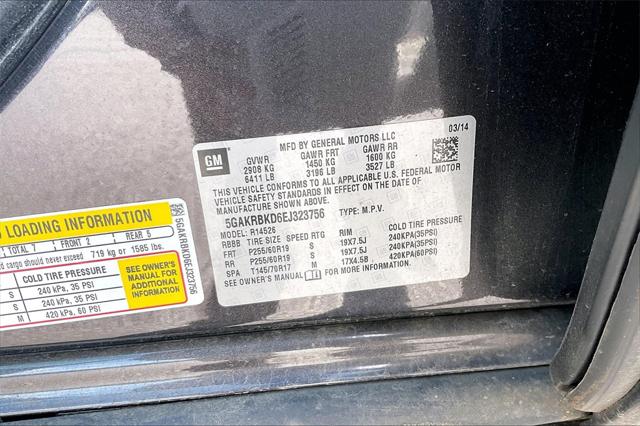 GM
MFD BY GENERAL MOTORS LLC
03/14
GVWR GAWR FRT GAWR RR
2908 KG 1450 KG 1600 KG
6411 LB 3196 LB 3527 LB
THIS VEHICLE CONFORMS TO ALL APPLICABLE U.S. FEDERAL MOTOR
VEHICLE SAFETY STANDARDS IN EFFECT ON THE DATE OF
MANUFACTURE SHOWN ABOVE.
5GAKRBKD6EJ323756 TYPE: M.P.V.
MODEL: R14526
RBBB TIRE SIZE SPEED RTG RIM COLD TIRE PRESSURE
FRT P255/60R19 S 19X7.5J 240KPA(35PSI)
RR P255/60R19 S 19X7.5J 240KPA(35PSI)
SPA T145/70R17 M 17X4.5B 420KPA(60PSI)
SEE OWNER'S MANUAL FOR MORE INFORMATION.
LOADING INFORMATION
TOTAL 7 FRONT 2 REAR 5
cargo should never exceed 719 kg or 1585 lbs.
COLD TIRE PRESSURE
S 240 kPa, 35 PSI
S 240 kPa, 35 PSI
M 420 kPa, 60 PSI
SEE OWNER'S
MANUAL FOR
ADDITIONAL
INFORMATION
5GAKRBKD6EJ323756